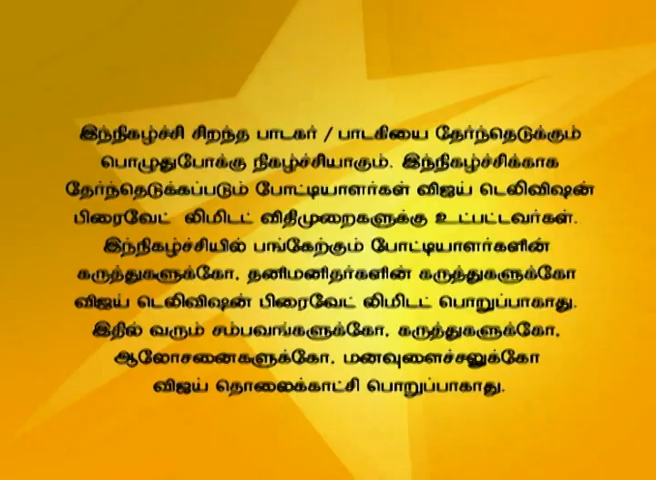 இந்நிகழ்ச்சி சிறந்த பாடகர் / பாடகியை தேர்ந்தெடுக்கும்
பொழுதுபோக்கு நிகழ்ச்சியாகும். இந்நிகழ்ச்சிக்காக
தேர்ந்தெடுக்கப்படும் போட்டியாளர்கள் விஜய் டெலிவிஷன்
பிரைவேட் லிமிடட் விதிமுறைகளுக்கு உட்பட்டவர்கள்.
இந்நிகழ்ச்சியில் பங்கேற்கும் போட்டியாளர்களின்
கருத்துகளுக்கோ, தனிமனிதர்களின் கருத்துகளுக்கோ
விஜய் டெலிவிஷன் பிரைவேட் லிமிடட் பொறுப்பாகாது.
இதில் வரும் சம்பவங்களுக்கோ, கருத்துகளுக்கோ,
ஆலோசனைகளுக்கோ, மனவுளைச்சலுக்கோ
விஜய் தொலைக்காட்சி பொறுப்பாகாது.